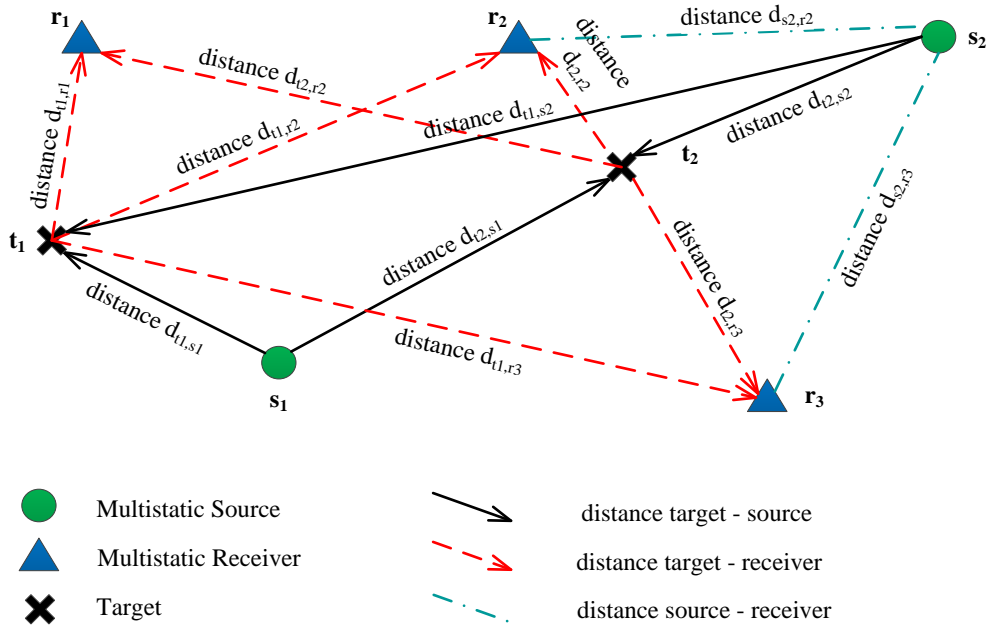 r1
r2
distance ds2,r2
s2
distance dt2,r2
distance
dt2,r2
distance dt1,r1
distance dt1,r2
distance dt1,s2
distance dt2,s2
t2
distance ds2,r3
t1
distance dt2,s1
distance dt2,r3
distance dt1,s1
distance dt1,r3
s1
r3
Multistatic Source
distance target - source
Multistatic Receiver
distance target - receiver
Target
distance source - receiver